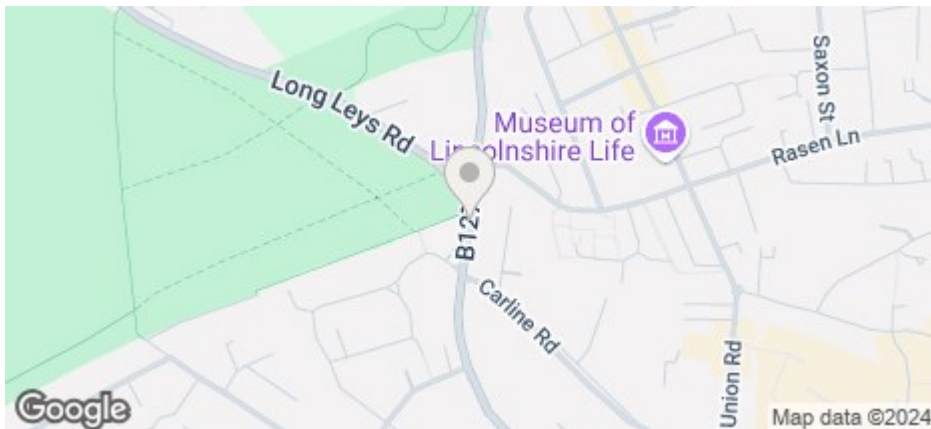 Long Leys Rd
Museum of
Lincolnshire Life
Saxon St
Rasen Ln
Carline Rd
Union Rd
Google
Map data ©2024